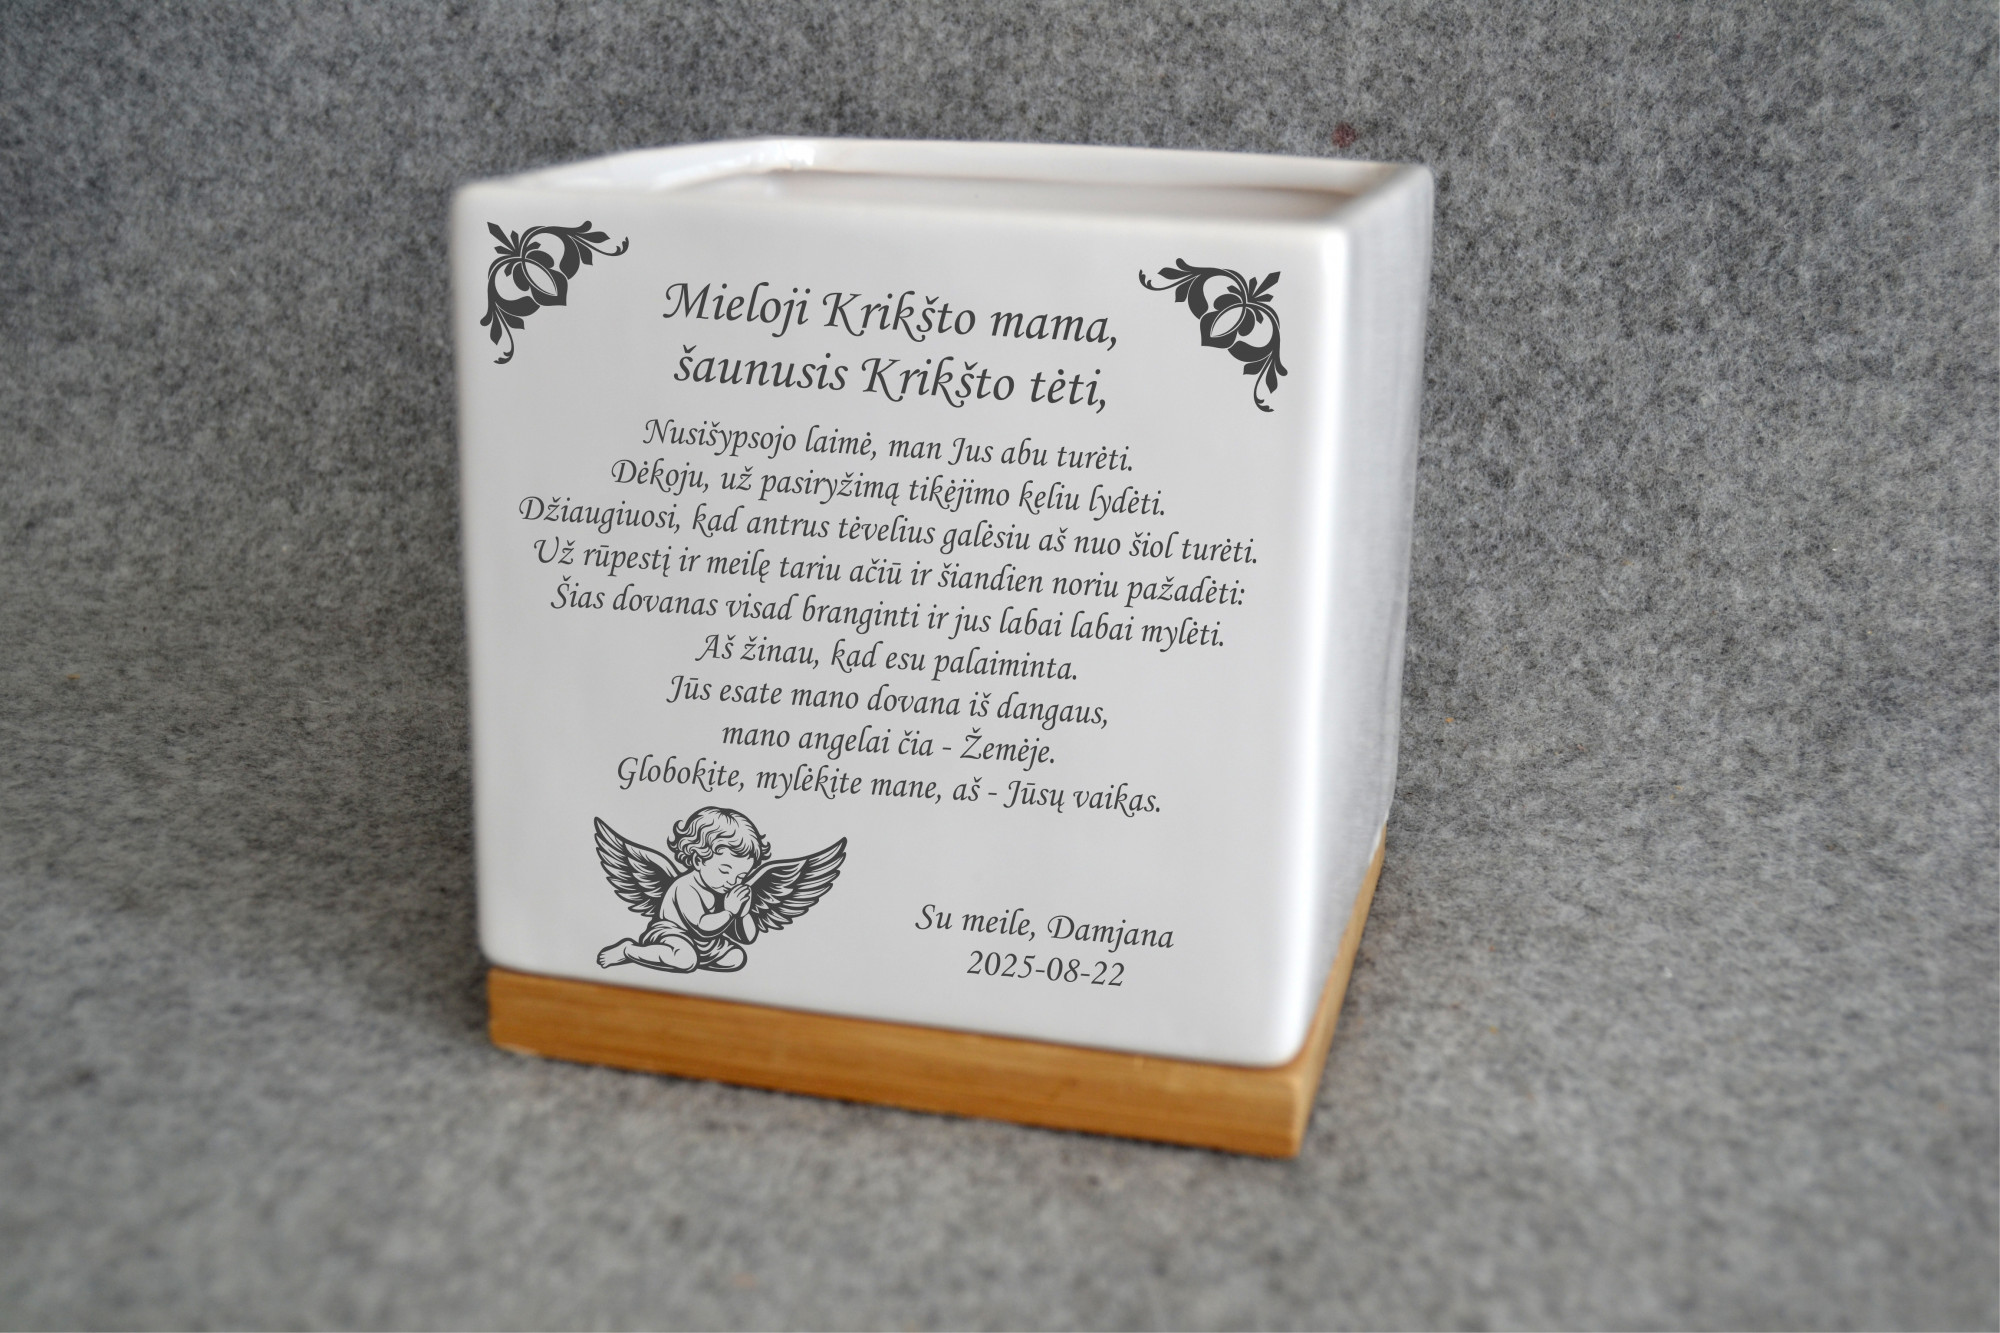 Mieloji Krikšto mama,
šaunusis Krikšto tėti,
Nusišypsojo laimė, man Jus abu turėti.
Dėkoju, už pasiryžimą tikėjimo keliu lydėti.
Džiaugiuosi, kad antrus tėvelius galėsiu aš nuo šiol turėti.
Už rūpestį ir meilę tariu ačiū ir šiandien noriu pažadėti:
Šias dovanas visad branginti ir jus labai labai mylėti.
Aš žinau, kad esu palaiminta.
Jūs esate mano dovana iš dangaus,
mano angelai čia - Žemėje.
Globokite, mylėkite mane, aš - Jūsų vaikas.
Su meile, Damjana
2025-08-22